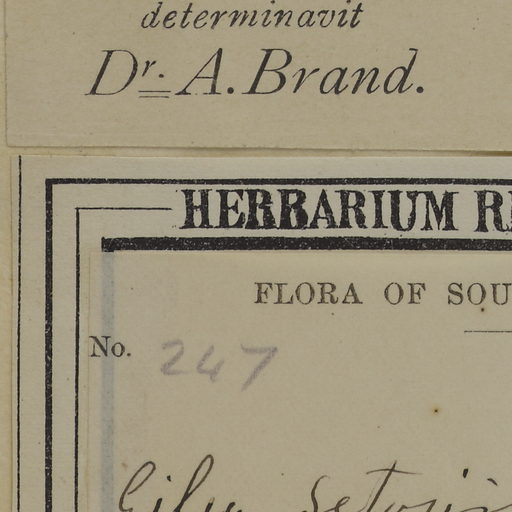 determinavit
Dr. A. Brand.
HERBARIUM
FLORA OF SOU
No. 247